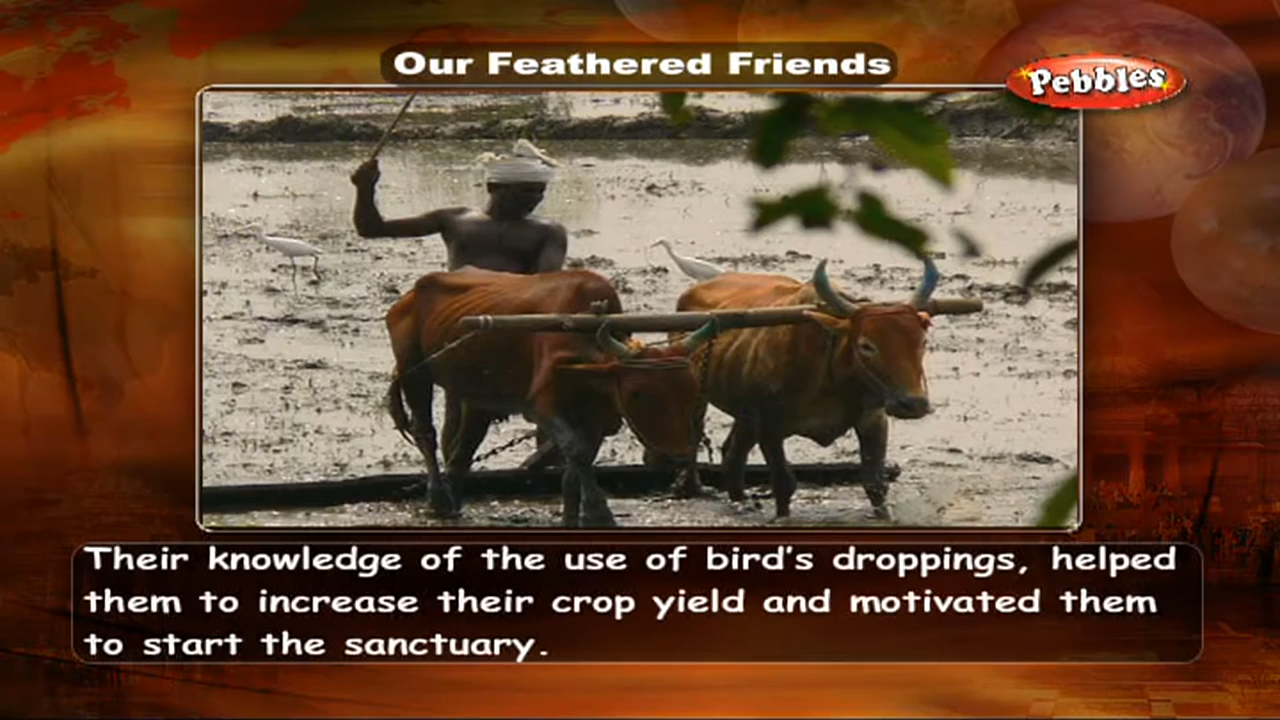 Our Feathered Friends
Pebbles
Their knowledge of the use of bird's droppings, helped
them to increase their crop yield and motivated them
to start the sanctuary.